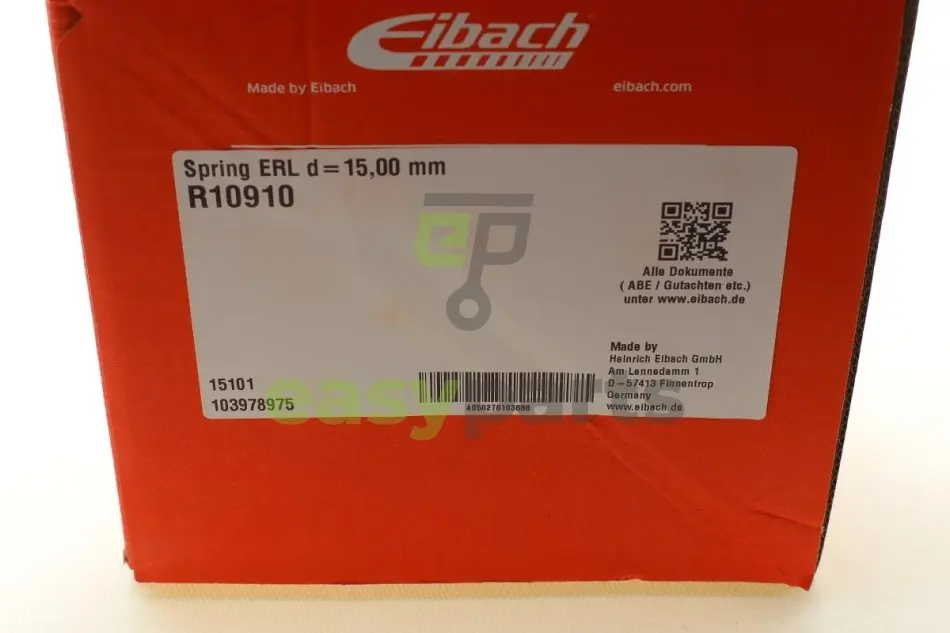 Eibach
Made by Eibach
eibach.com
Spring ERL d=15,00 mm
R10910
ep
Alle Dokumente
( ABE / Gutachten etc.)
unter www.eibach.de
15101
103978975
Made by
Heinrich Eibach GmbH
Am Lennedamm 1
D-57413 Finnentrop
Germany
www.eibach.de
easyparts